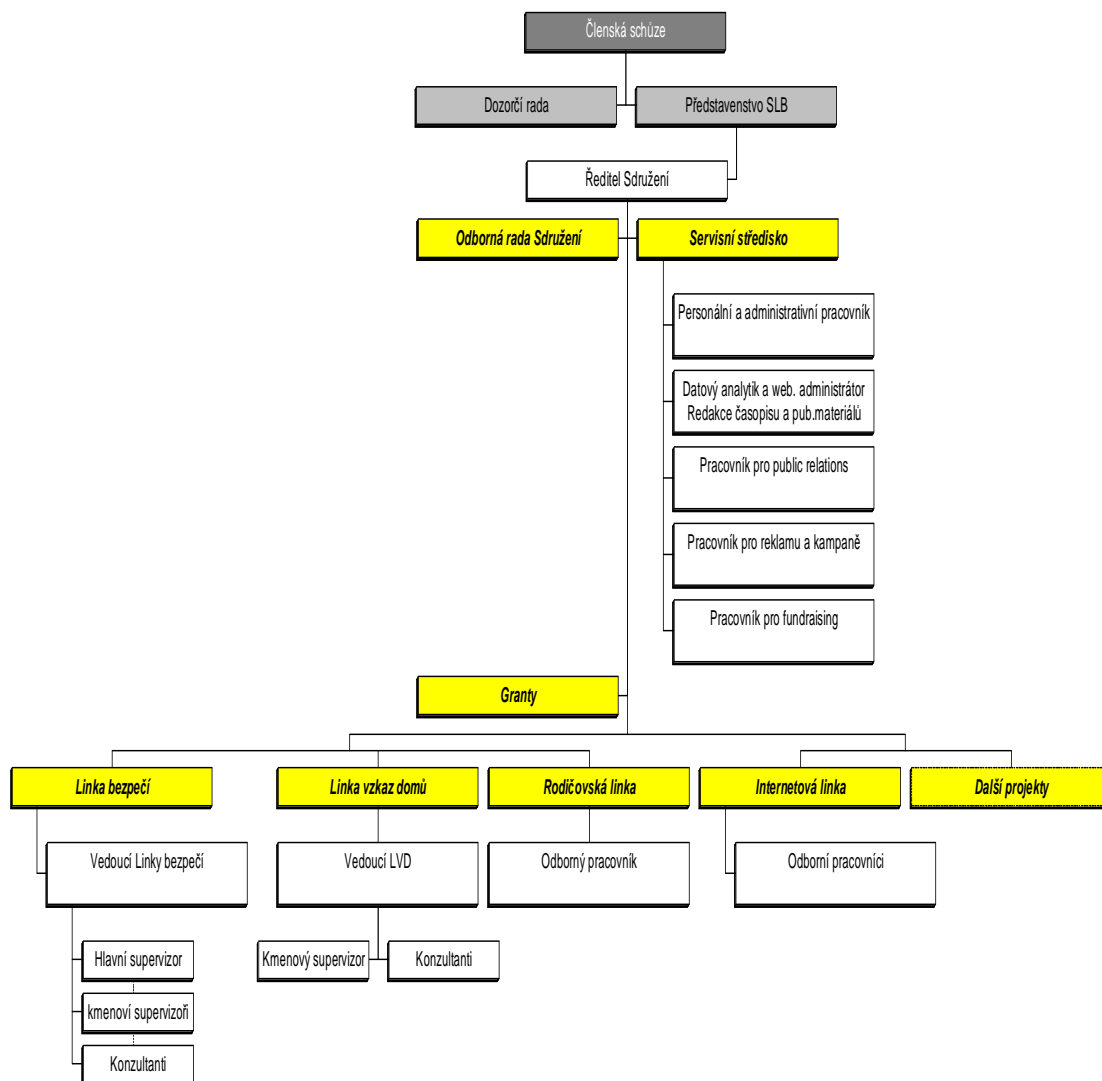 Členská schůze
Dozorčí rada
Představenstvo SLB
Ředitel Sdružení
Odborná rada Sdružení
Servisní středisko
Personální a administrativní pracovník
Datový analytik a web. administrátor
Redakce časopisu a pub.materiálů
Pracovník pro public relations
Pracovník pro reklamu a kampaně
Pracovník pro fundraising
Granty
Linka bezpečí
Linka vzkaz domů
Rodičovská linka
Internetová linka
Další projekty
Vedoucí Linky bezpečí
Vedoucí LVD
Odborný pracovník
Odborní pracovníci
Hlavní supervizor
Kmenový supervizor
Konzultanti
kmenoví supervizoři
Konzultanti